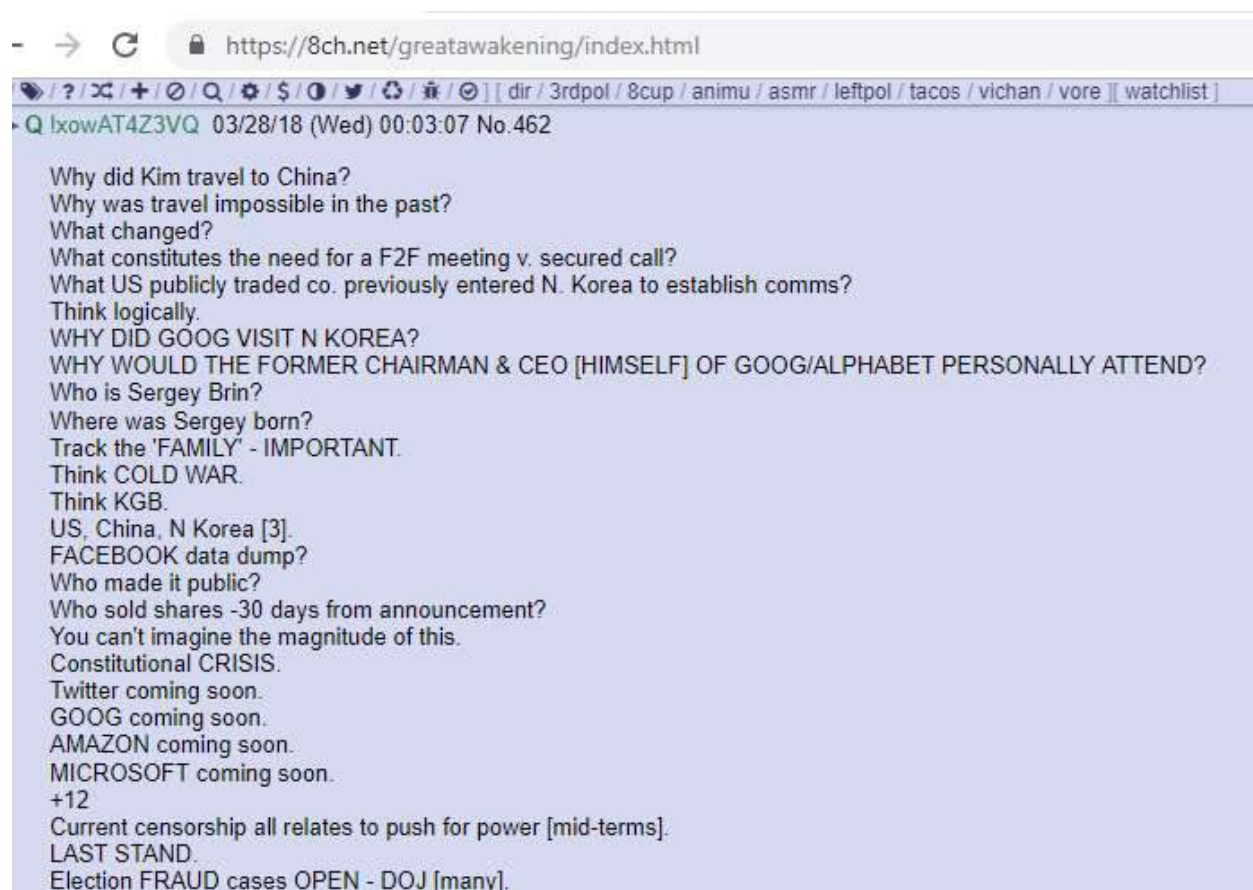 https://8ch.net/greatawakening/index.html
/ ? / / + / / / / $ / / / / / ] [ dir / 3rdpol / 8cup / animu / asmr / leftpol / tacos / vichan / vore ][ watchlist ]
Q !xowAT4Z3VQ 03/28/18 (Wed) 00:03:07 No.462
Why did Kim travel to China?
Why was travel impossible in the past?
What changed?
What constitutes the need for a F2F meeting v. secured call?
What US publicly traded co. previously entered N. Korea to establish comms?
Think logically.
WHY DID GOOG VISIT N KOREA?
WHY WOULD THE FORMER CHAIRMAN & CEO [HIMSELF] OF GOOG/ALPHABET PERSONALLY ATTEND?
Who is Sergey Brin?
Where was Sergey born?
Track the 'FAMILY' - IMPORTANT.
Think COLD WAR.
Think KGB.
US, China, N Korea [3].
FACEBOOK data dump?
Who made it public?
Who sold shares -30 days from announcement?
You can't imagine the magnitude of this.
Constitutional CRISIS.
Twitter coming soon.
GOOG coming soon.
AMAZON coming soon.
MICROSOFT coming soon.
+12
Current censorship all relates to push for power [mid-terms].
LAST STAND.
Election FRAUD cases OPEN - DOJ [many].